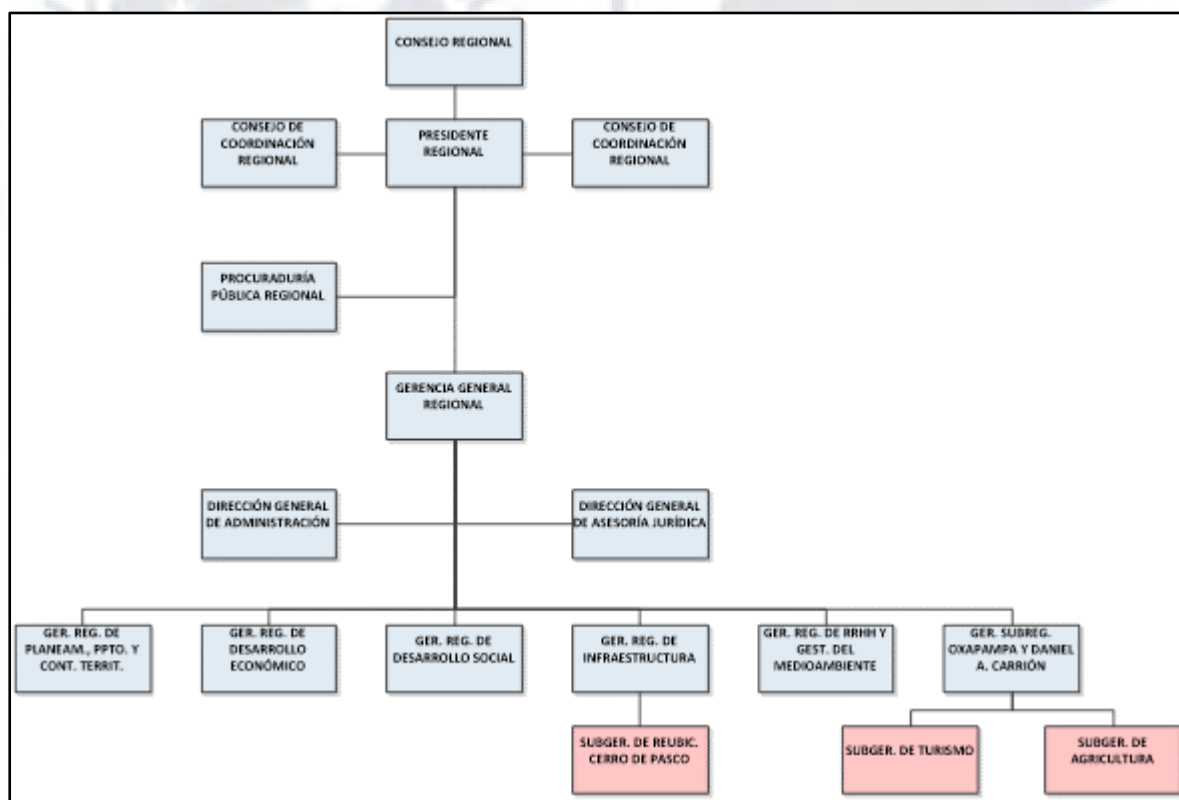 CONSEJO REGIONAL
CONSEJO DE
COORDINACIÓN
REGIONAL
PRESIDENTE
REGIONAL
CONSEJO DE
COORDINACIÓN
REGIONAL
PROCURADURÍA
PÚBLICA REGIONAL
GERENCIA GENERAL
REGIONAL
DIRECCIÓN GENERAL
DE ADMINISTRACIÓN
DIRECCIÓN GENERAL
DE ASESORÍA JURÍDICA
GER. REG. DE
PLANEAM., PPTO. Y
CONT. TERRIT.
GER. REG. DE
DESARROLLO
ECONÓMICO
GER. REG. DE
DESARROLLO SOCIAL
GER. REG. DE
INFRAESTRUCTURA
GER. REG. DE RRHH Y
GEST. DEL
MEDIOAMBIENTE
GER. SUBREG.
OXAPAMPA Y DANIEL
A. CARRIÓN
SUBGER. DE REUBIC.
CERRO DE PASCO
SUBGER. DE TURISMO
SUBGER. DE
AGRICULTURA